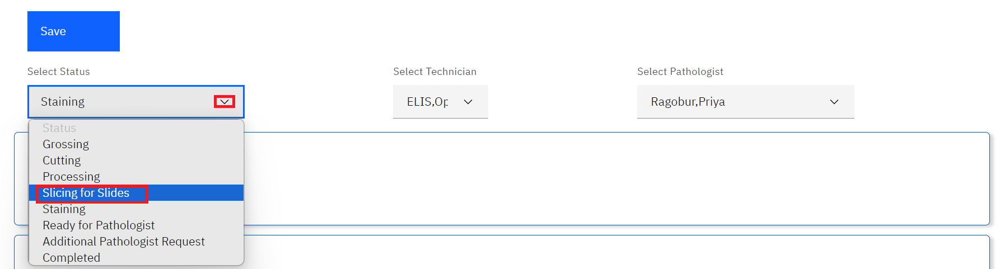 Save
Select Status
Select Technician
Select Pathologist
Staining
ELIS,Op
Ragobur,Priya
Status
Grossing
Cutting
Processing
Slicing for Slides
Staining
Ready for Pathologist
Additional Pathologist Request
Completed